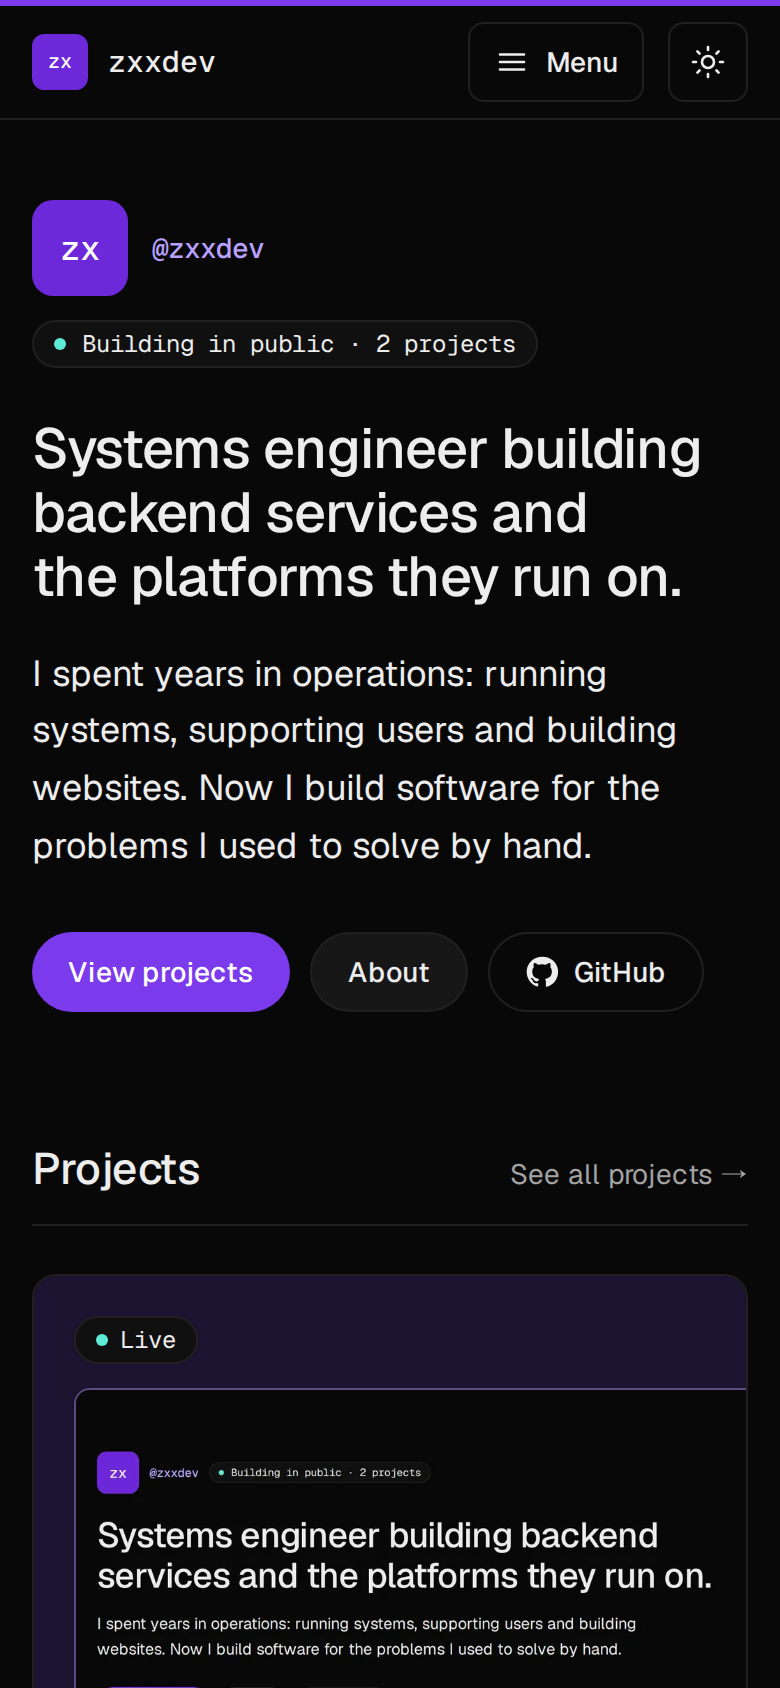 zx zxxdev Menu
zx @zxxdev
Building in public · 2 projects
Systems engineer building
backend services and
the platforms they run on.
I spent years in operations: running
systems, supporting users and building
websites. Now I build software for the
problems I used to solve by hand.
View projects About GitHub
Projects See all projects →
Live
zx @zxxdev Building in public · 2 projects
Systems engineer building backend
services and the platforms they run on.
I spent years in operations: running systems, supporting users and building
websites. Now I build software for the problems I used to solve by hand.